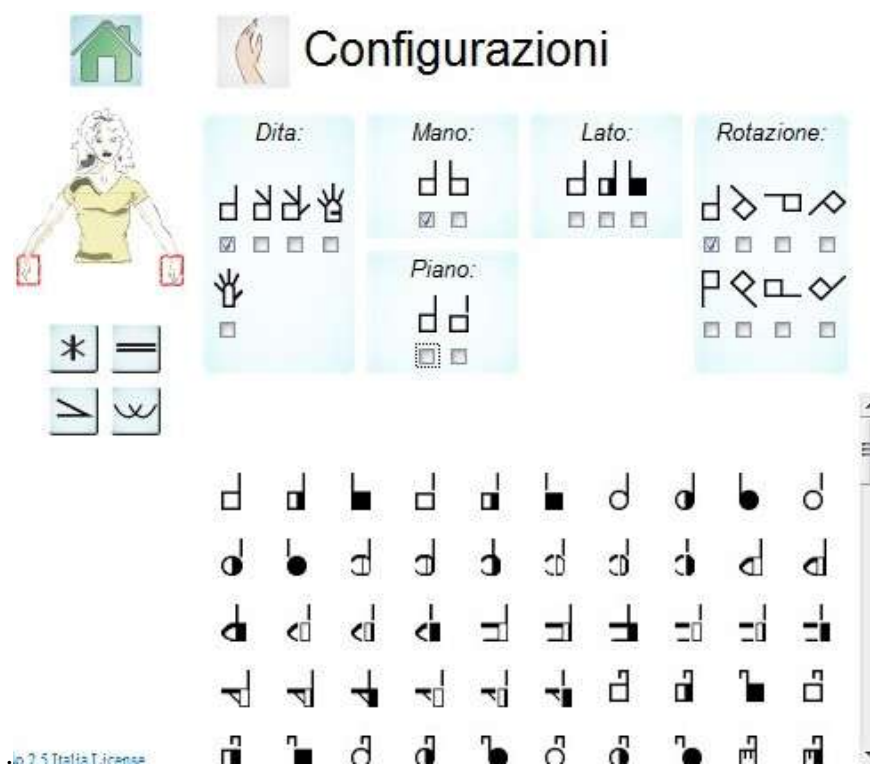 Configurazioni
Dita:
Mano:
Lato:
Rotazione:
Piano:
2.5 Italia License